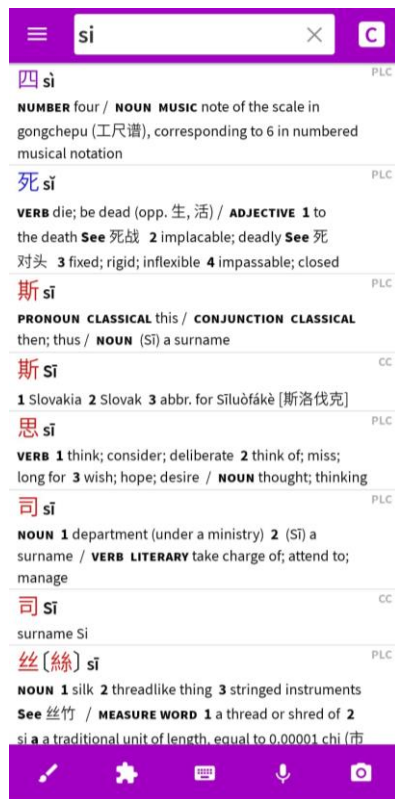 si
C
四 sì PLC
NUMBER four / NOUN MUSIC note of the scale in
gongchepu (工尺谱), corresponding to 6 in numbered
musical notation
死 sǐ PLC
VERB die; be dead (opp. 生, 活) / ADJECTIVE 1 to
the death See 死战 2 implacable; deadly See 死
对头 3 fixed; rigid; inflexible 4 impassable; closed
斯 sī PLC
PRONOUN CLASSICAL this / CONJUNCTION CLASSICAL
then; thus / NOUN (Sī) a surname
斯 Sī CC
1 Slovakia 2 Slovak 3 abbr. for Sīluòfákè [斯洛伐克]
思 sī PLC
VERB 1 think; consider; deliberate 2 think of; miss;
long for 3 wish; hope; desire / NOUN thought; thinking
司 sī PLC
NOUN 1 department (under a ministry) 2 (Sī) a
surname / VERB LITERARY take charge of; attend to;
manage
司 Sī CC
surname Si
丝〔絲〕 sī PLC
NOUN 1 silk 2 threadlike thing 3 stringed instruments
See 丝竹 / MEASURE WORD 1 a thread or shred of 2
si a a traditional unit of length, equal to 0.00001 chi (市